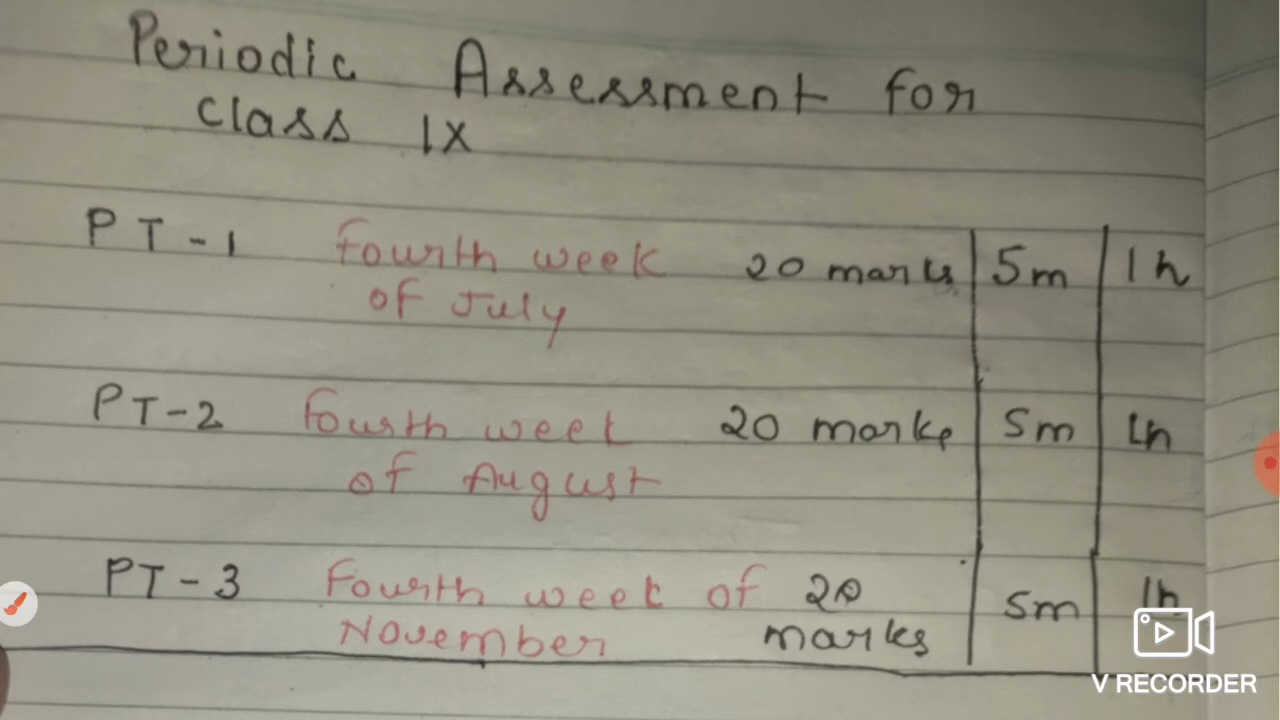 Periodic Assessment for
class IX
PT-1 Fourth week 20 marks 5m 1h
of July
PT-2 Fourth week 20 marks 5m 1h
of August
PT-3 Fourth week of 20 5m 1h
November marks
V RECORDER